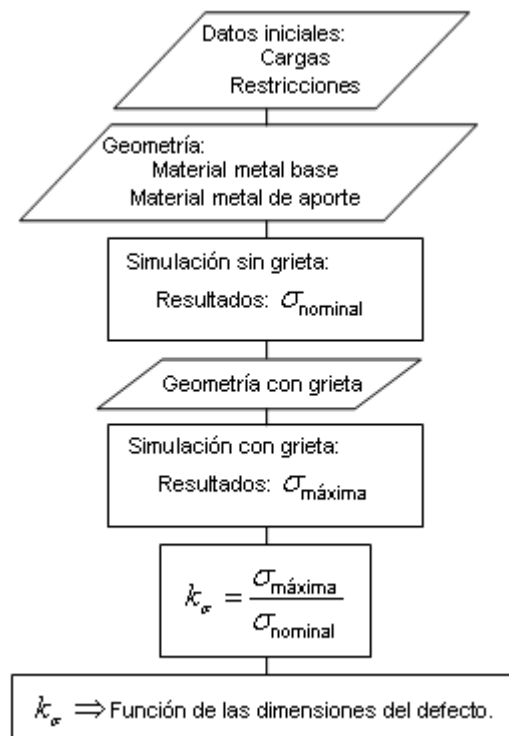 Datos iniciales:
Cargas
Restricciones
Geometría:
Material metal base
Material metal de aporte
Simulación sin grieta:
Resultados: σnominal
Geometría con grieta
Simulación con grieta:
Resultados: σmáxima
kσ = σmáxima / σnominal
kσ ⇒ Función de las dimensiones del defecto.